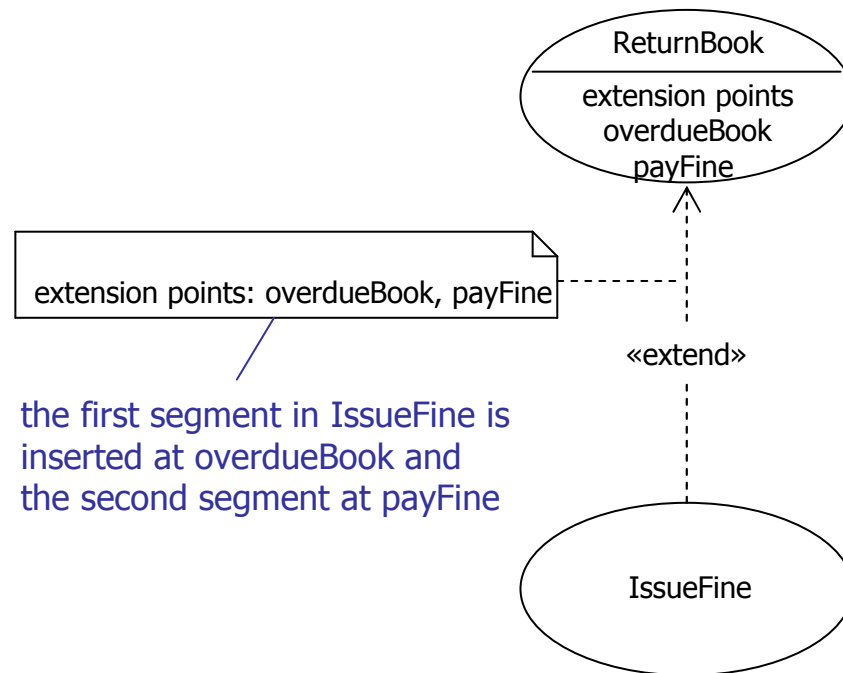 ReturnBook
extension points
overdueBook
payFine
extension points: overdueBook, payFine
«extend»
the first segment in IssueFine is
inserted at overdueBook and
the second segment at payFine
IssueFine